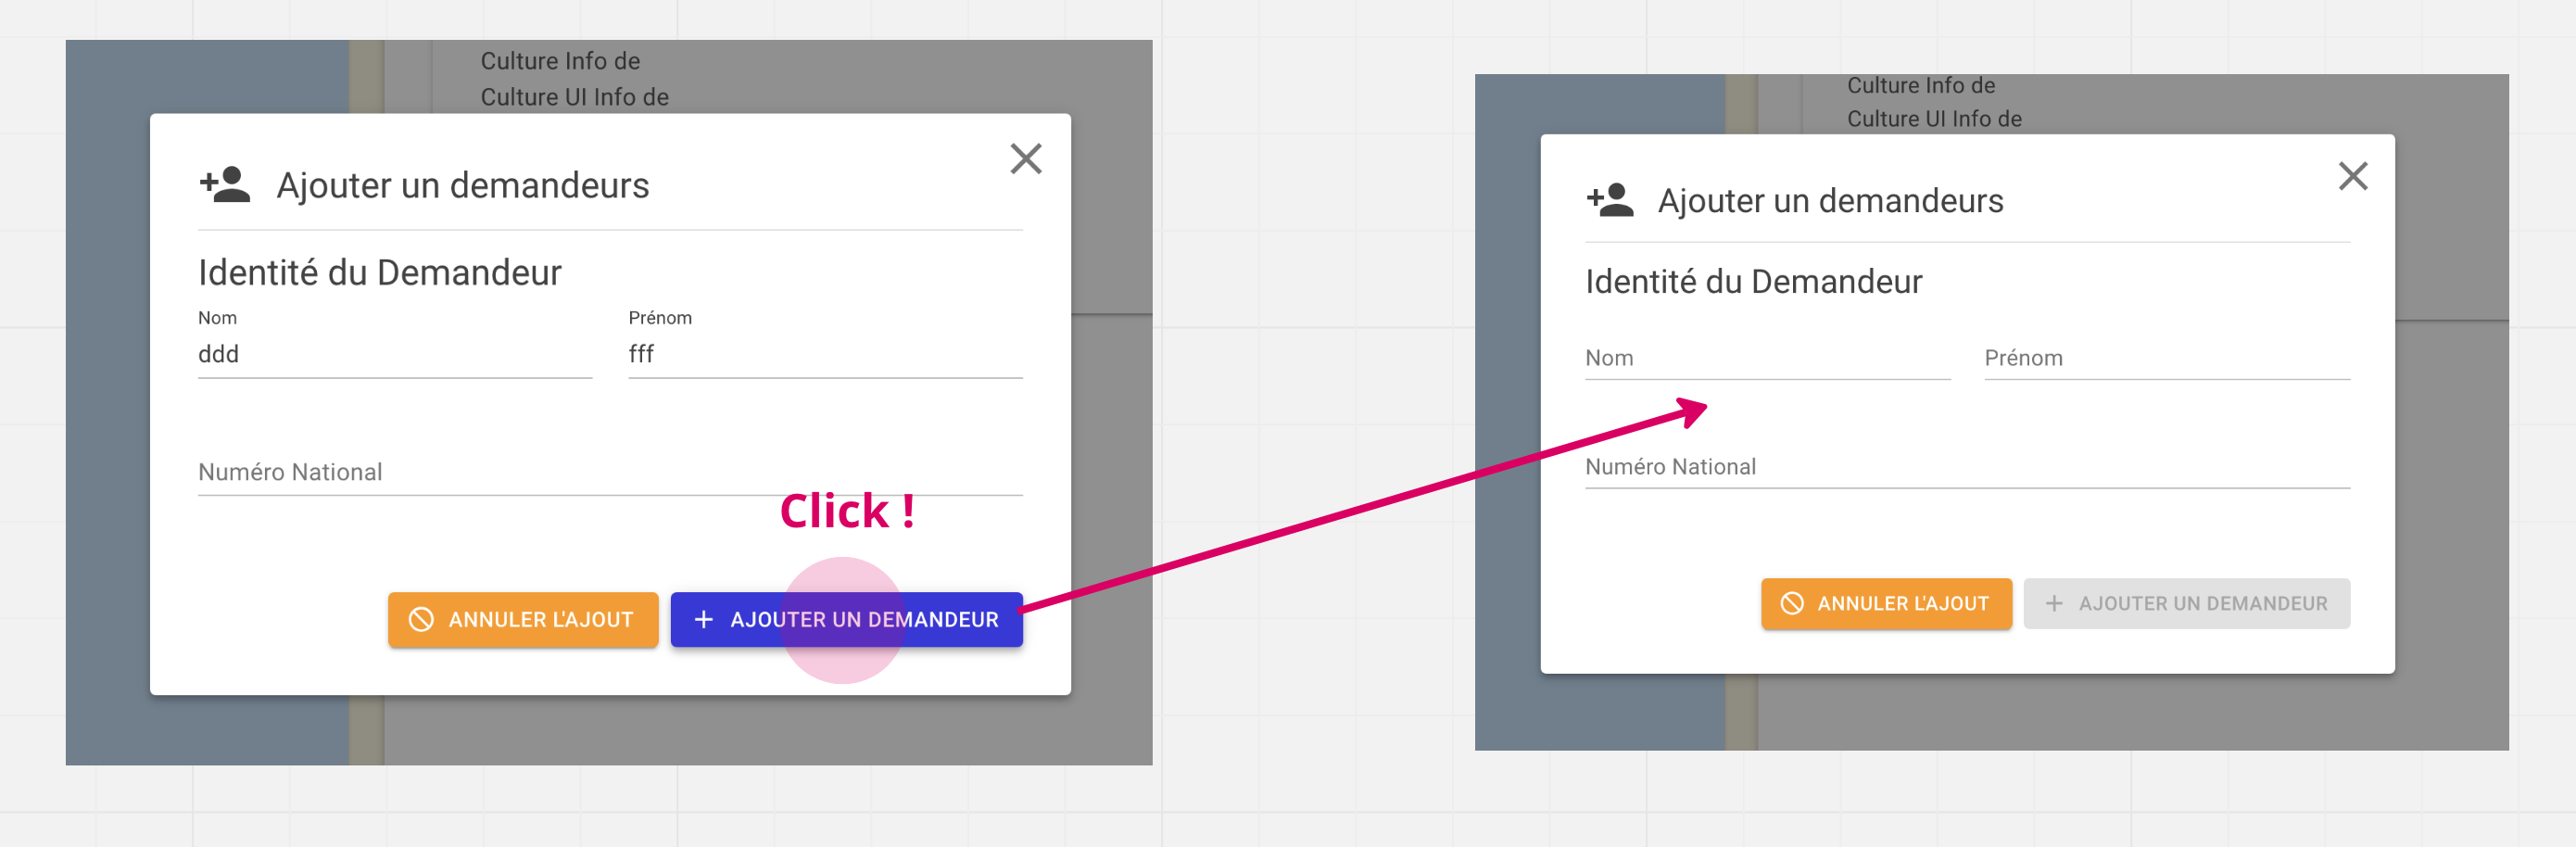 Culture Info de
Culture UI Info de
Ajouter un demandeurs
Identité du Demandeur
Nom
Prénom
ddd
fff
Numéro National
Click !
ANNULER L'AJOUT
AJOUTER UN DEMANDEUR
Culture Info de
Culture UI Info de
Ajouter un demandeurs
Identité du Demandeur
Nom
Prénom
Numéro National
ANNULER L'AJOUT
AJOUTER UN DEMANDEUR